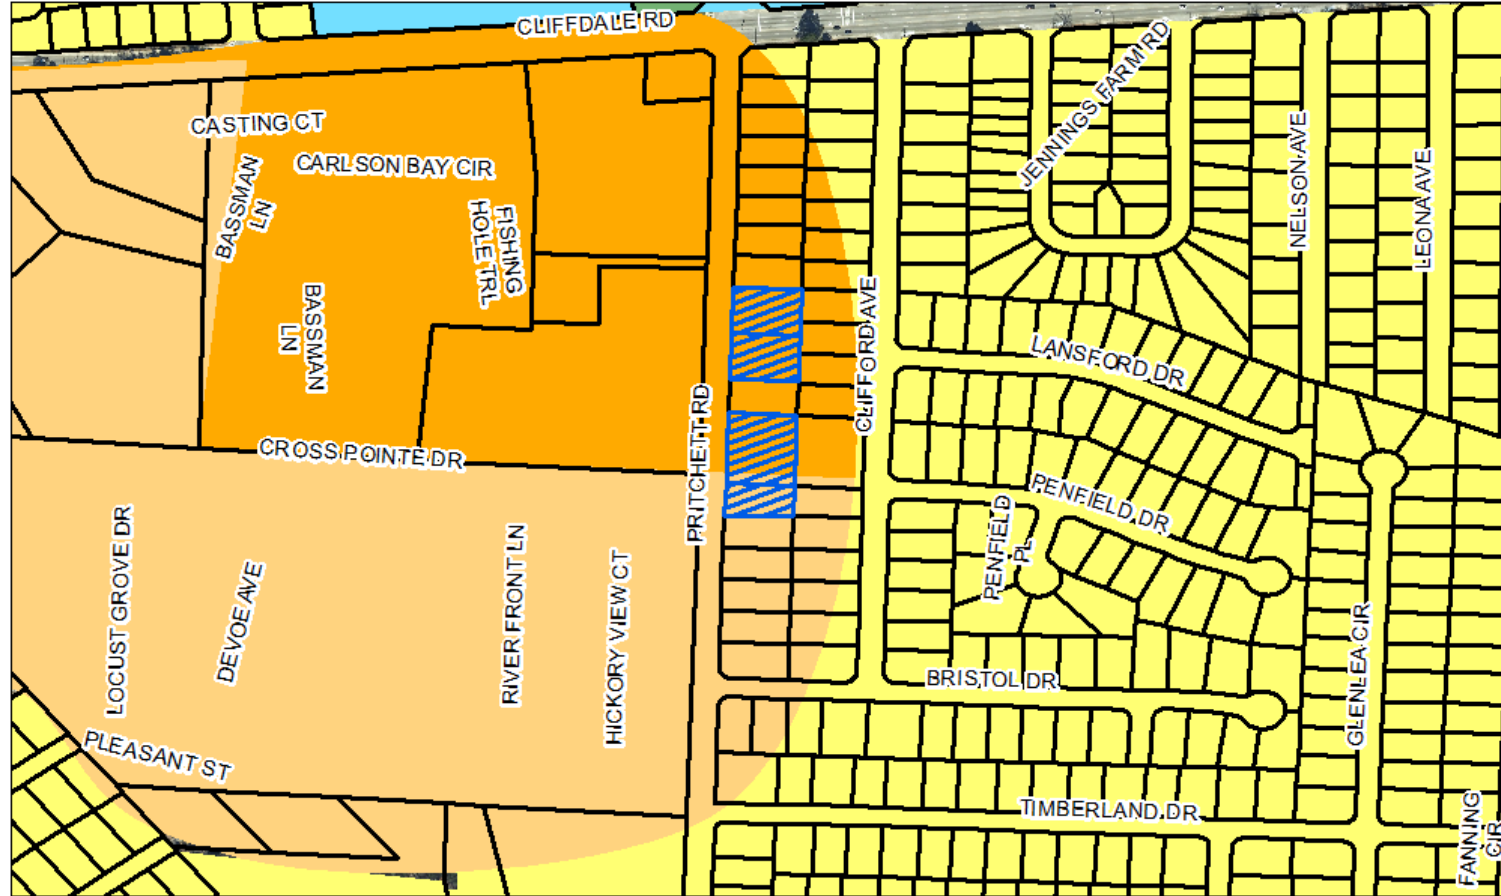 CLIFFDALE RD
CASTING CT
CARLSON BAY CIR
BASSMAN
LN
FISHING
HOLE TRL
JENNINGS FARM RD
NELSON AVE
LEONA AVE
BASSMAN
LN
CLIFFORD AVE
LANSFORD DR
PRITCHETT RD
CROSS POINTE DR
PENFIELD DR
PENFIELD
PL
LOCUST GROVE DR
DEVOE AVE
RIVER FRONT LN
HICKORY VIEW CT
GLENLEA CIR
BRISTOL DR
PLEASANT ST
TIMBERLAND DR
FANNING
CIR